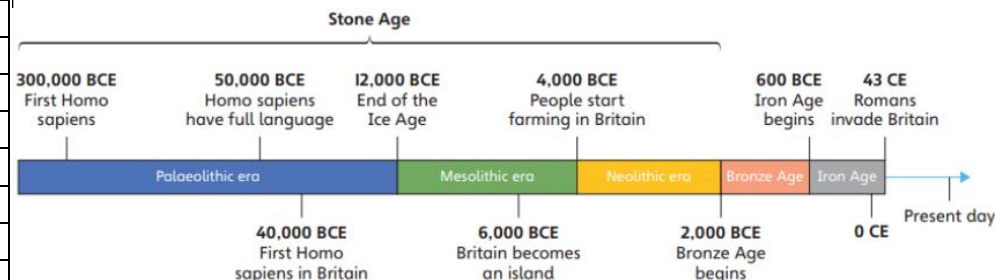 Stone Age
300,000 BCE
First Homo
sapiens
50,000 BCE
Homo sapiens
have full language
12,000 BCE
End of the
Ice Age
4,000 BCE
People start
farming in Britain
600 BCE
Iron Age
begins
43 CE
Romans
invade Britain
Palaeolithic era
Mesolithic era
Neolithic era
Bronze Age
Iron Age
40,000 BCE
First Homo
sapiens in Britain
6,000 BCE
Britain becomes
an island
2,000 BCE
Bronze Age
begins
0 CE
Present day